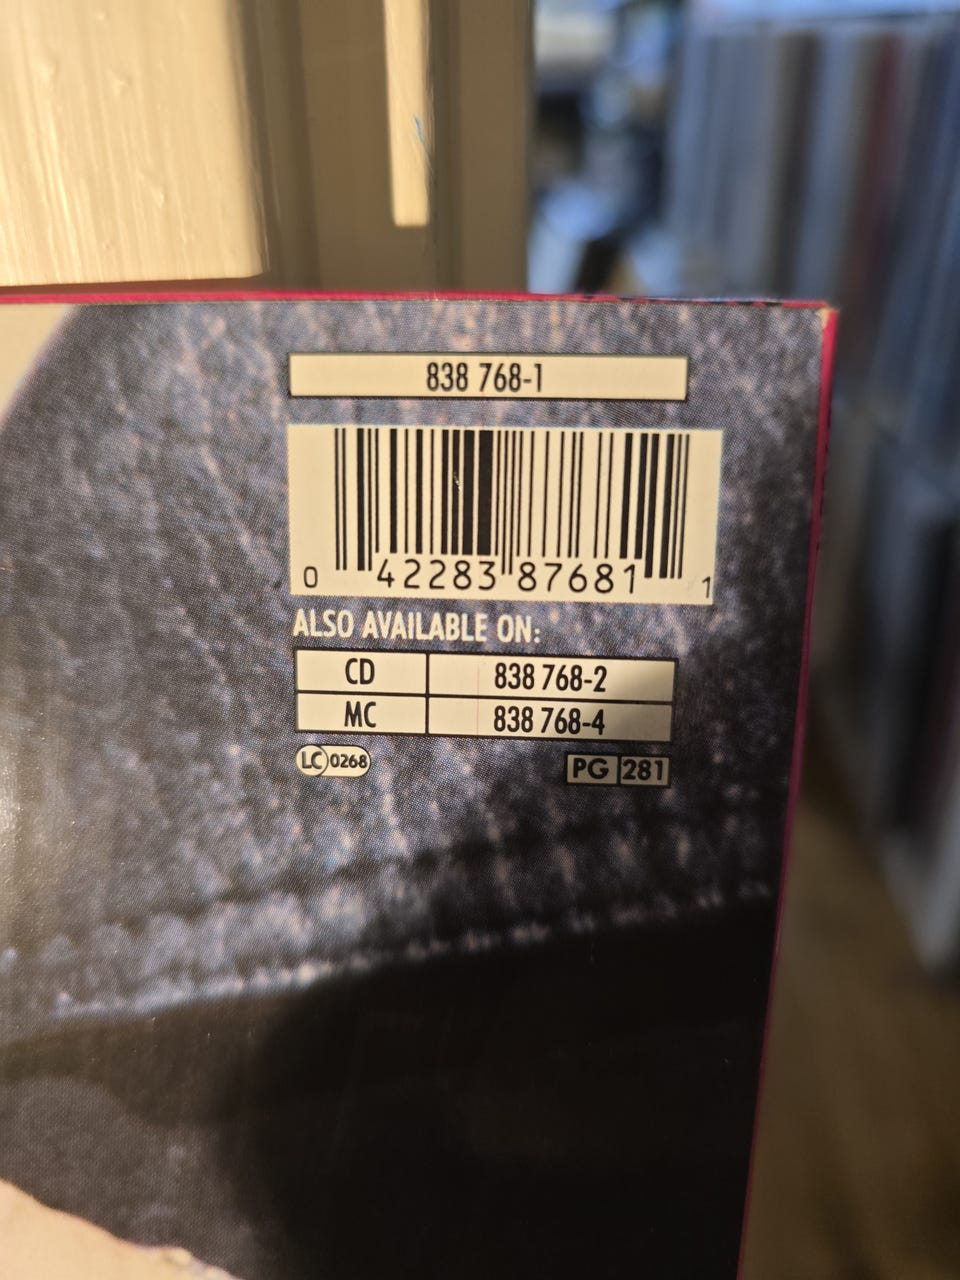 838 768-1
0 42283 87681 1
ALSO AVAILABLE ON:
CD 838 768-2
MC 838 768-4
LC 0268
PG 281